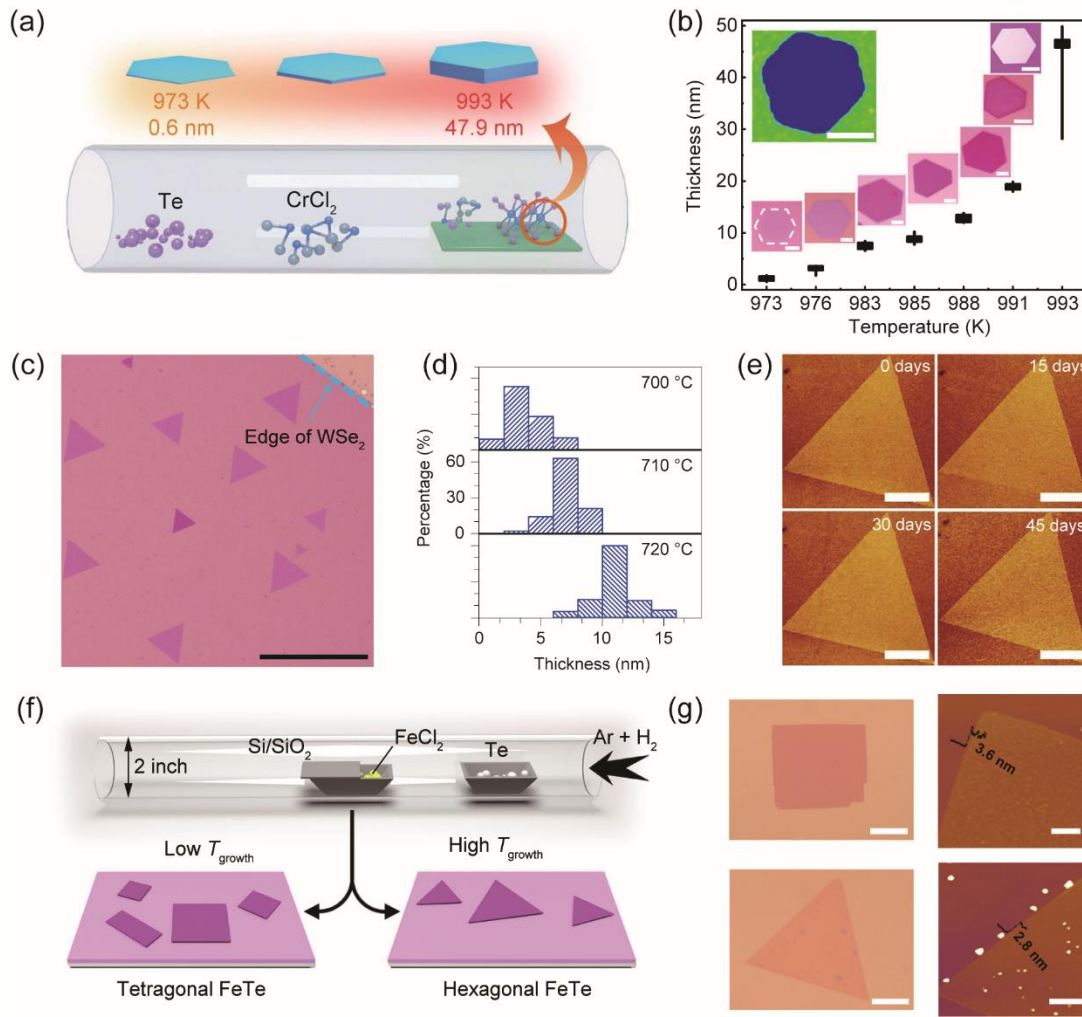 (a)
973 K
0.6 nm
993 K
47.9 nm
Te
CrCl2
(b)
Thickness (nm)
50
40
30
20
10
0
973 976 983 985 988 991 993
Temperature (K)
(c)
Edge of WSe2
(d)
Percentage (%)
700 °C
60
30
0
710 °C
720 °C
0 5 10 15
Thickness (nm)
(e)
0 days
15 days
30 days
45 days
(f)
2 inch
Si/SiO2
FeCl2
Te
Ar + H2
Low Tgrowth
High Tgrowth
Tetragonal FeTe
Hexagonal FeTe
(g)
3.6 nm
2.8 nm